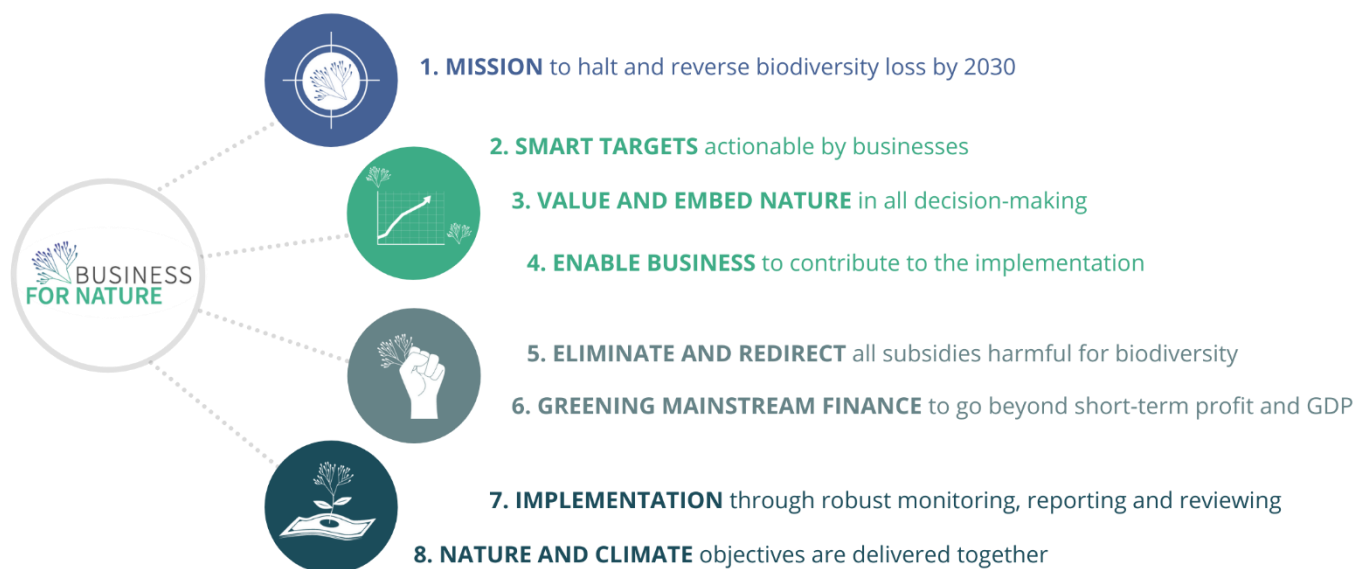 1. MISSION to halt and reverse biodiversity loss by 2030
2. SMART TARGETS actionable by businesses
3. VALUE AND EMBED NATURE in all decision-making
4. ENABLE BUSINESS to contribute to the implementation
BUSINESS
FOR NATURE
5. ELIMINATE AND REDIRECT all subsidies harmful for biodiversity
6. GREENING MAINSTREAM FINANCE to go beyond short-term profit and GDP
7. IMPLEMENTATION through robust monitoring, reporting and reviewing
8. NATURE AND CLIMATE objectives are delivered together